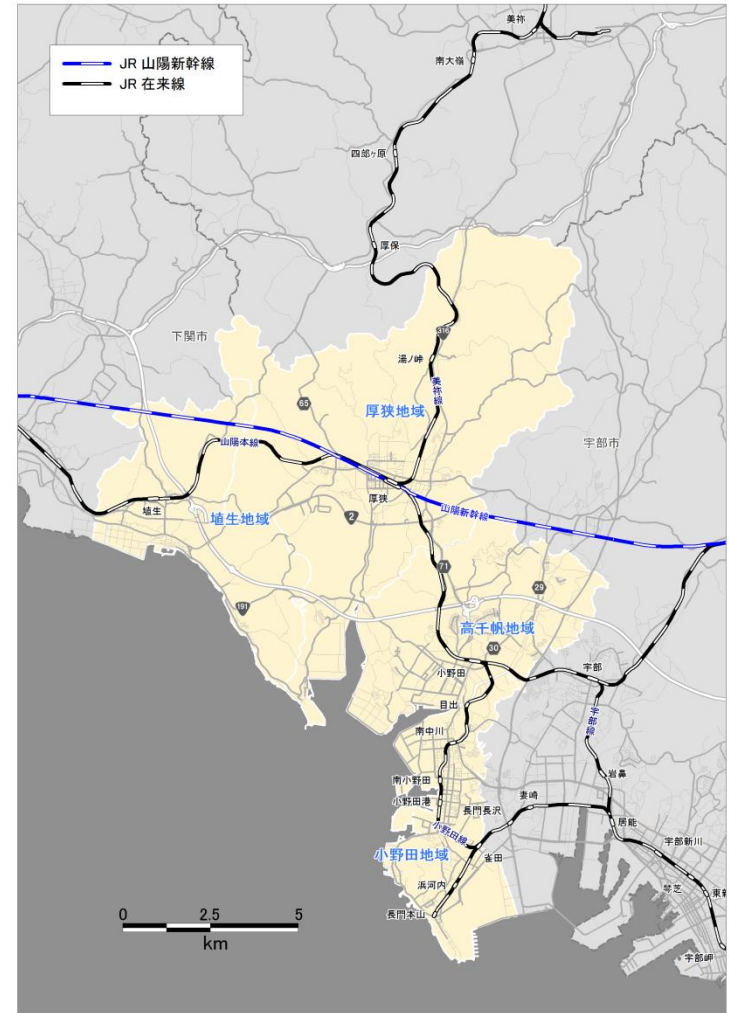 JR 山陽新幹線
JR 在来線
美祢
南大嶺
四郎ヶ原
厚保
下関市
316
湯ノ峠
美祢線
65
厚狭地域
宇部市
山陽本線
厚狭
山陽新幹線
埴生
埴生地域
2
71
29
191
高千帆地域
30
小野田
宇部
目出
宇部線
南中川
岩鼻
南小野田
妻崎
小野田港
長門長沢
居能
小野田線
宇部新川
小野田地域
雀田
浜河内
琴芝
東新
長門本山
0 2.5 5
km
宇部岬